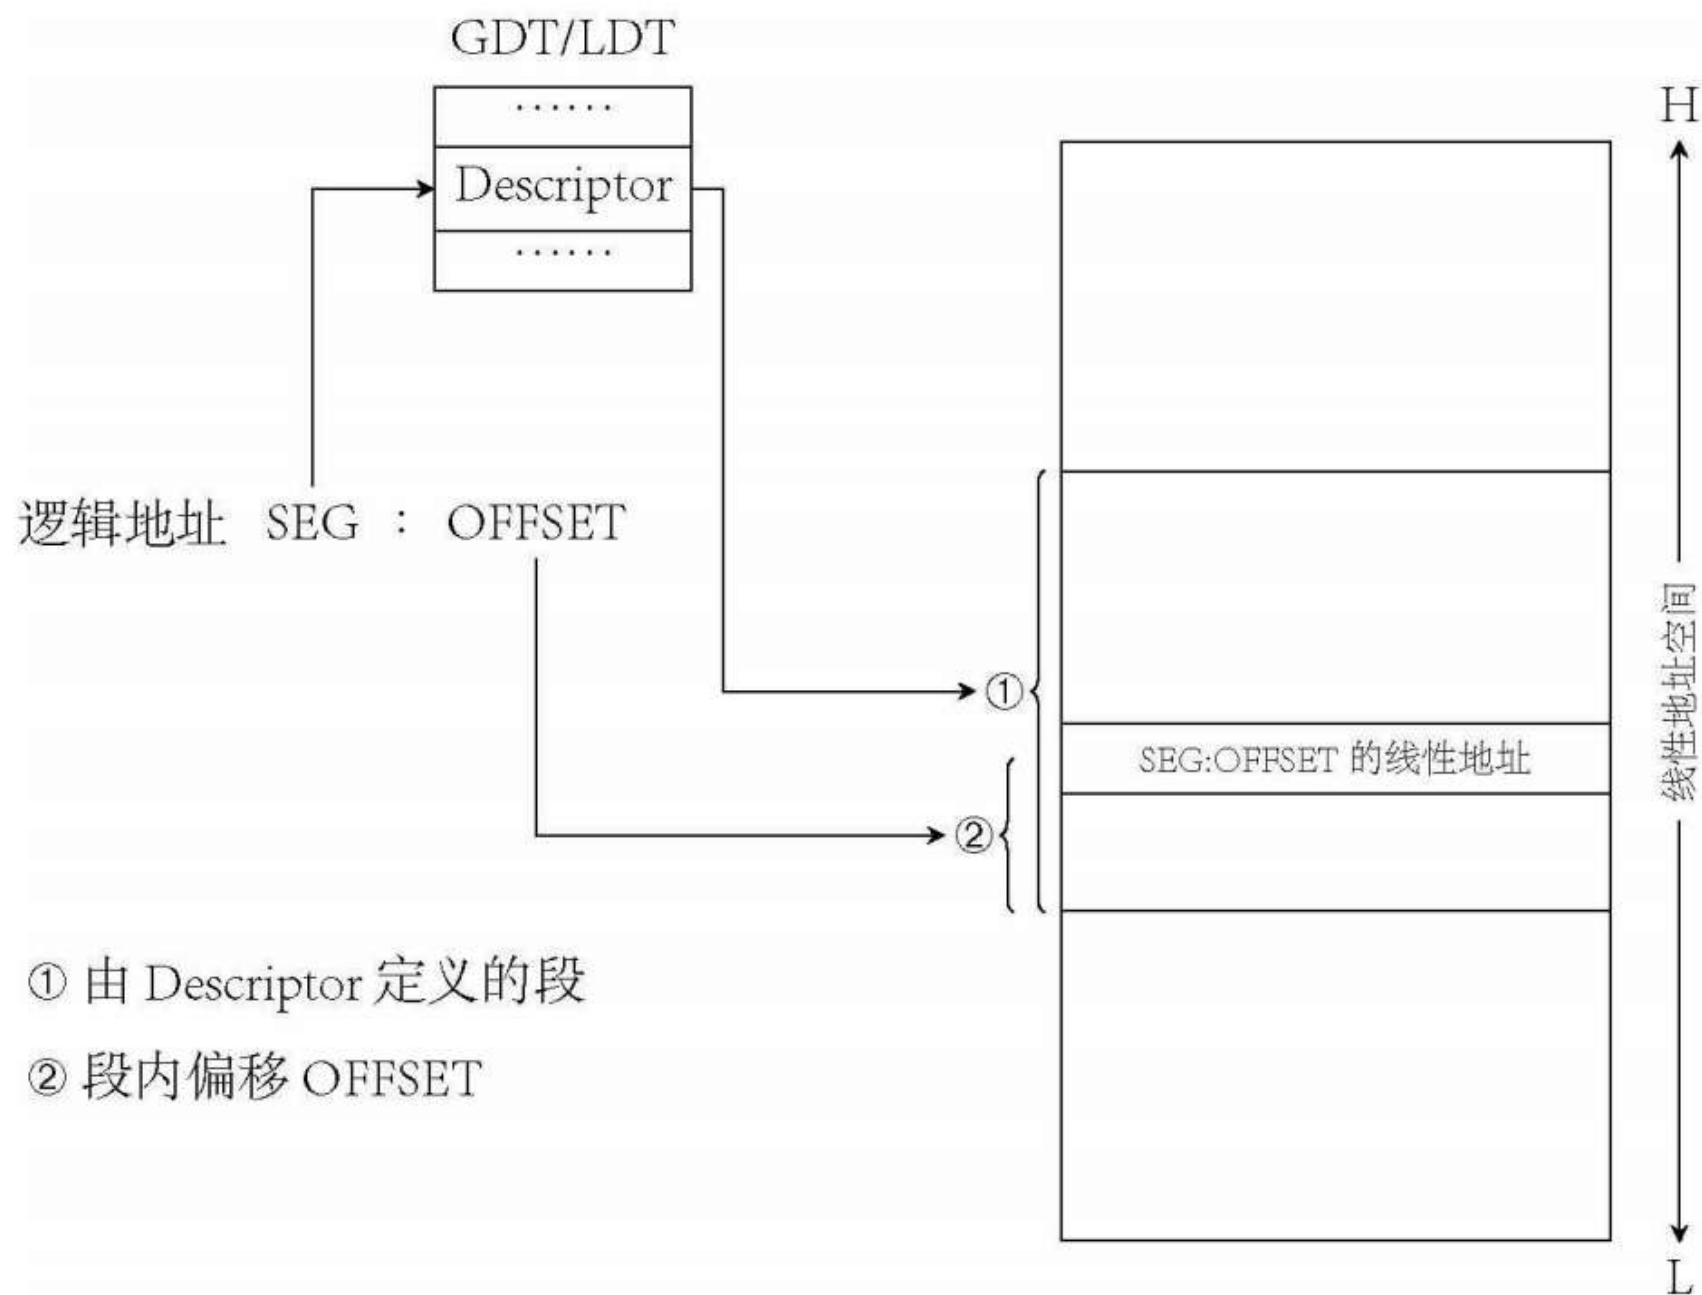 GDT/LDT
······
Descriptor
······
H
逻辑地址 SEG : OFFSET
线性地址空间
①
SEG:OFFSET 的线性地址
②
① 由 Descriptor 定义的段
② 段内偏移 OFFSET
L